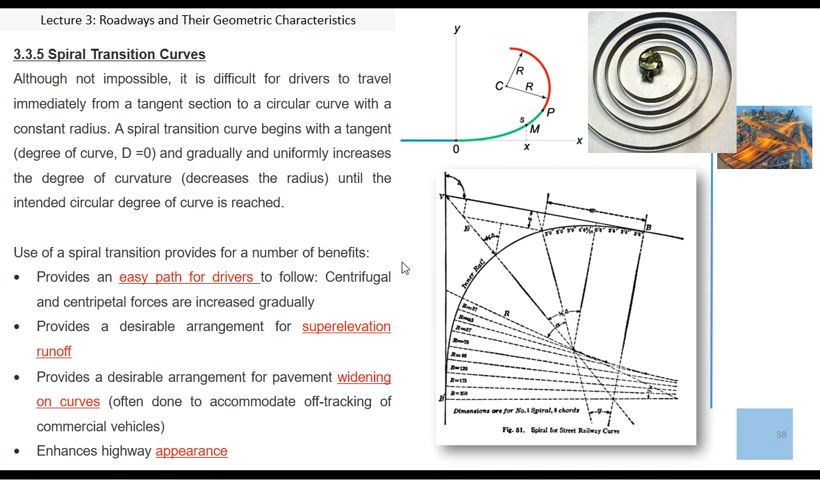 Lecture 3: Roadways and Their Geometric Characteristics
3.3.5 Spiral Transition Curves
Although not impossible, it is difficult for drivers to travel
immediately from a tangent section to a circular curve with a
constant radius. A spiral transition curve begins with a tangent
(degree of curve, D =0) and gradually and uniformly increases
the degree of curvature (decreases the radius) until the
intended circular degree of curve is reached.
Use of a spiral transition provides for a number of benefits:
• Provides an easy path for drivers to follow: Centrifugal
and centripetal forces are increased gradually
• Provides a desirable arrangement for superelevation
runoff
• Provides a desirable arrangement for pavement widening
on curves (often done to accommodate off-tracking of
commercial vehicles)
• Enhances highway appearance
y
R
C
R
P
s
M
0
x
x
V
E
B
Inner Rail
R
R=120
R=175
Dimensions are for No.1 Spiral, 8 chords
Fig. 51. Spiral for Street Railway Curve
38